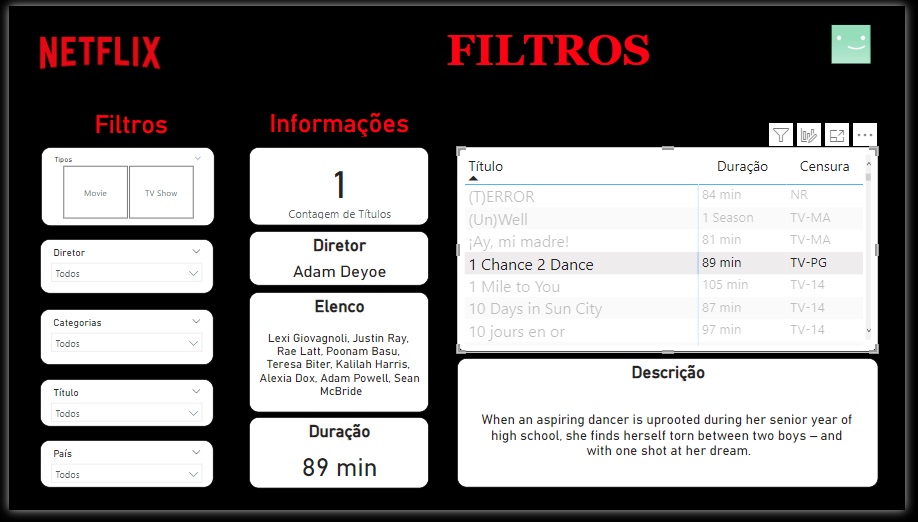 NETFLIX
FILTROS
Filtros
Tipos
Movie
TV Show
Diretor
Todos
Categorias
Todos
Título
Todos
País
Todos
Informações
1
Contagem de Títulos
Diretor
Adam Deyoe
Elenco
Lexi Giovagnoli, Justin Ray,
Rae Latt, Poonam Basu,
Teresa Biter, Kalilah Harris,
Alexia Dox, Adam Powell, Sean
McBride
Duração
89 min
Título Duração Censura
(T)ERROR 84 min NR
(Un)Well 1 Season TV-MA
¡Ay, mi madre! 81 min TV-MA
1 Chance 2 Dance 89 min TV-PG
1 Mile to You 105 min TV-14
10 Days in Sun City 87 min TV-14
10 jours en or 97 min TV-14
Descrição
When an aspiring dancer is uprooted during her senior year of
high school, she finds herself torn between two boys – and
with one shot at her dream.